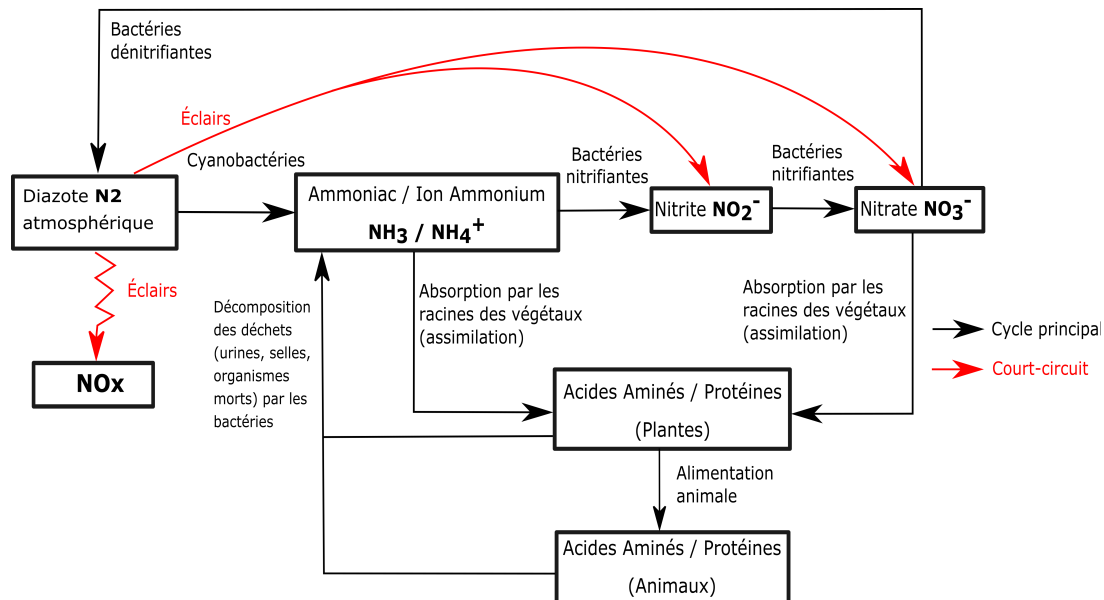 Bactéries
dénitrifiantes
Éclairs
Cyanobactéries
Diazote N2
atmosphérique
Ammoniac / Ion Ammonium
NH₃ / NH₄⁺
Bactéries
nitrifiantes
Nitrite NO₂⁻
Bactéries
nitrifiantes
Nitrate NO₃⁻
Éclairs
NOx
Décomposition
des déchets
(urines, selles,
organismes
morts) par les
bactéries
Absorption par les
racines des végétaux
(assimilation)
Absorption par les
racines des végétaux
(assimilation)
Cycle principal
Court-circuit
Acides Aminés / Protéines
(Plantes)
Alimentation
animale
Acides Aminés / Protéines
(Animaux)